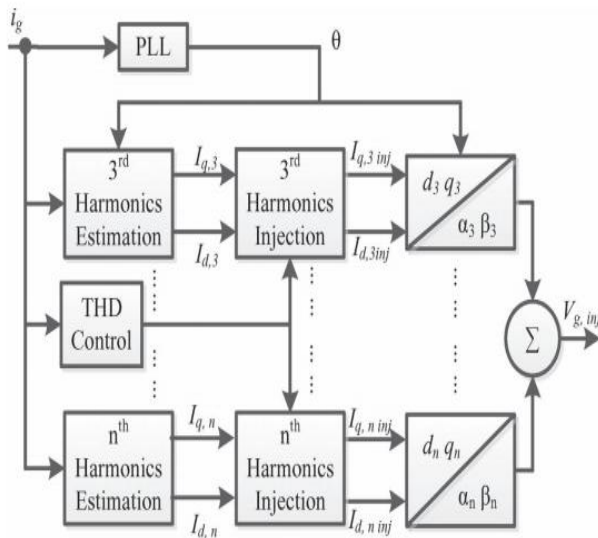 i_g
PLL
θ
3rd
Harmonics
Estimation
I_q,3
I_d,3
3rd
Harmonics
Injection
I_q,3 inj
I_d,3inj
d3 q3
α3 β3
THD
Control
Σ
V_g, inj
nth
Harmonics
Estimation
I_q, n
I_d, n
nth
Harmonics
Injection
I_q, n inj
I_d, n inj
dn qn
αn βn